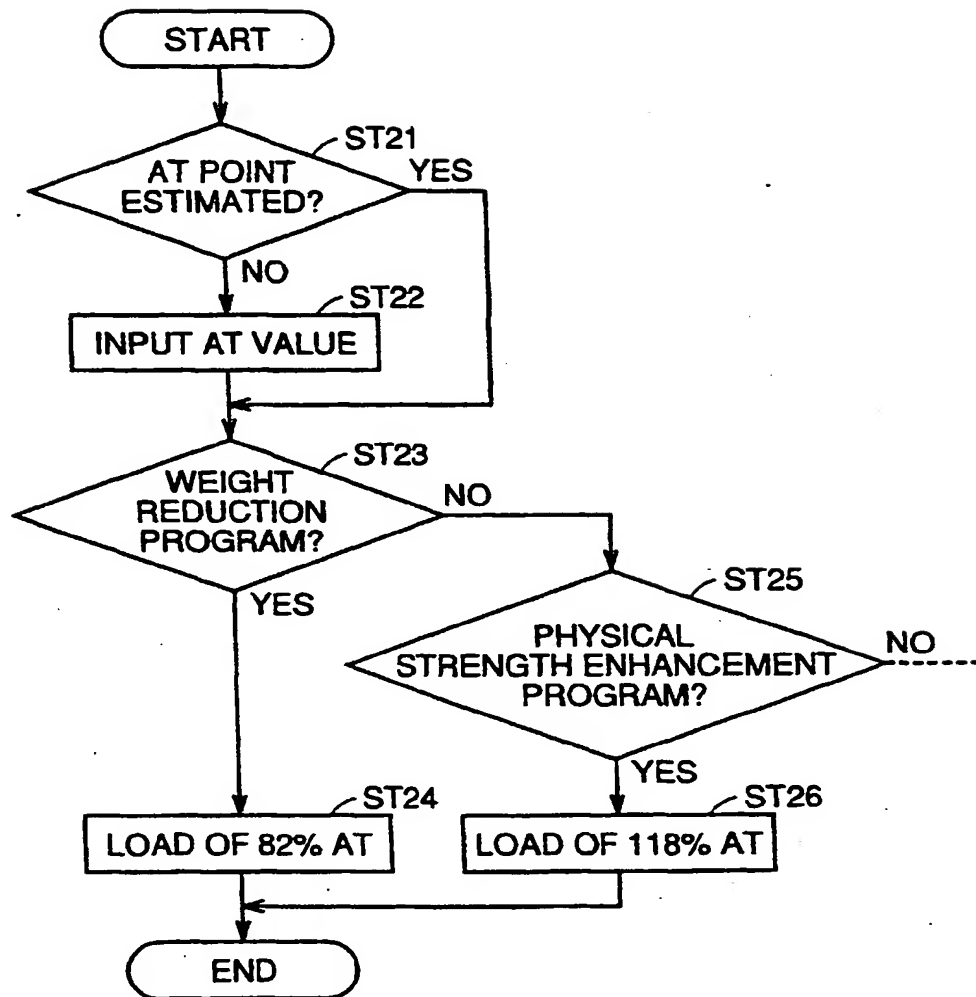 START
ST21
AT POINT
ESTIMATED?
YES
NO
ST22
INPUT AT VALUE
ST23
WEIGHT
REDUCTION
PROGRAM?
NO
YES
ST25
PHYSICAL
STRENGTH ENHANCEMENT
PROGRAM?
NO
YES
ST24
LOAD OF 82% AT
ST26
LOAD OF 118% AT
END